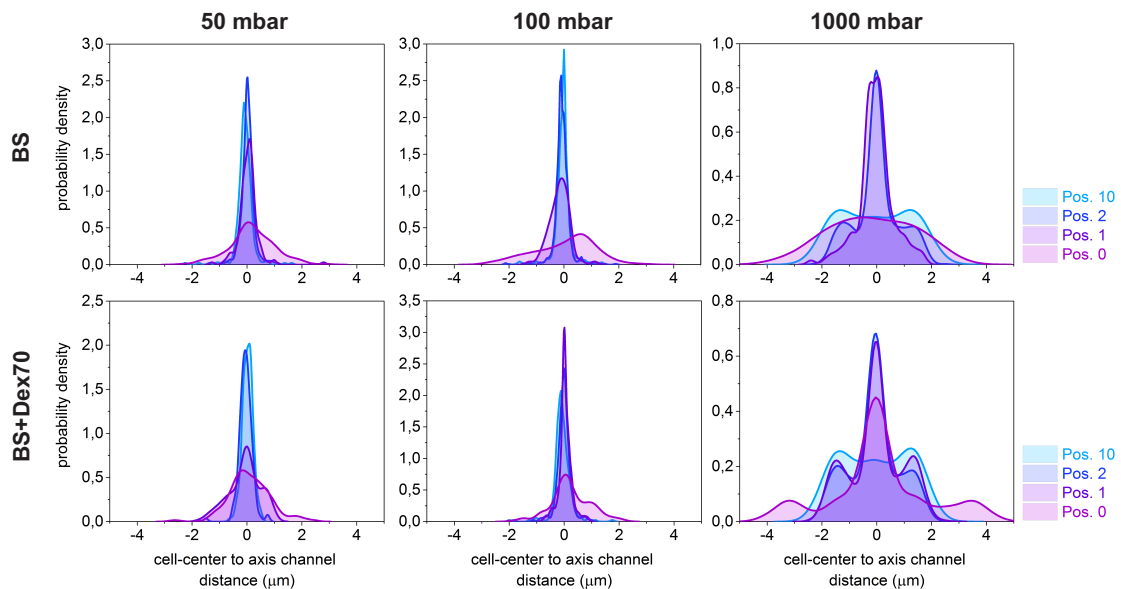 50 mbar
100 mbar
1000 mbar
BS
probability density
3,0
2,5
2,0
1,5
1,0
0,5
0,0
-4 -2 0 2 4
3,0
2,5
2,0
1,5
1,0
0,5
0,0
-4 -2 0 2 4
1,0
0,8
0,6
0,4
0,2
0,0
-4 -2 0 2 4
Pos. 10
Pos. 2
Pos. 1
Pos. 0
BS+Dex70
probability density
2,5
2,0
1,5
1,0
0,5
0,0
-4 -2 0 2 4
cell-center to axis channel
distance (μm)
3,5
3,0
2,5
2,0
1,5
1,0
0,5
0,0
-4 -2 0 2 4
cell-center to axis channel
distance (μm)
0,8
0,6
0,4
0,2
0,0
-4 -2 0 2 4
cell-center to axis channel
distance (μm)
Pos. 10
Pos. 2
Pos. 1
Pos. 0